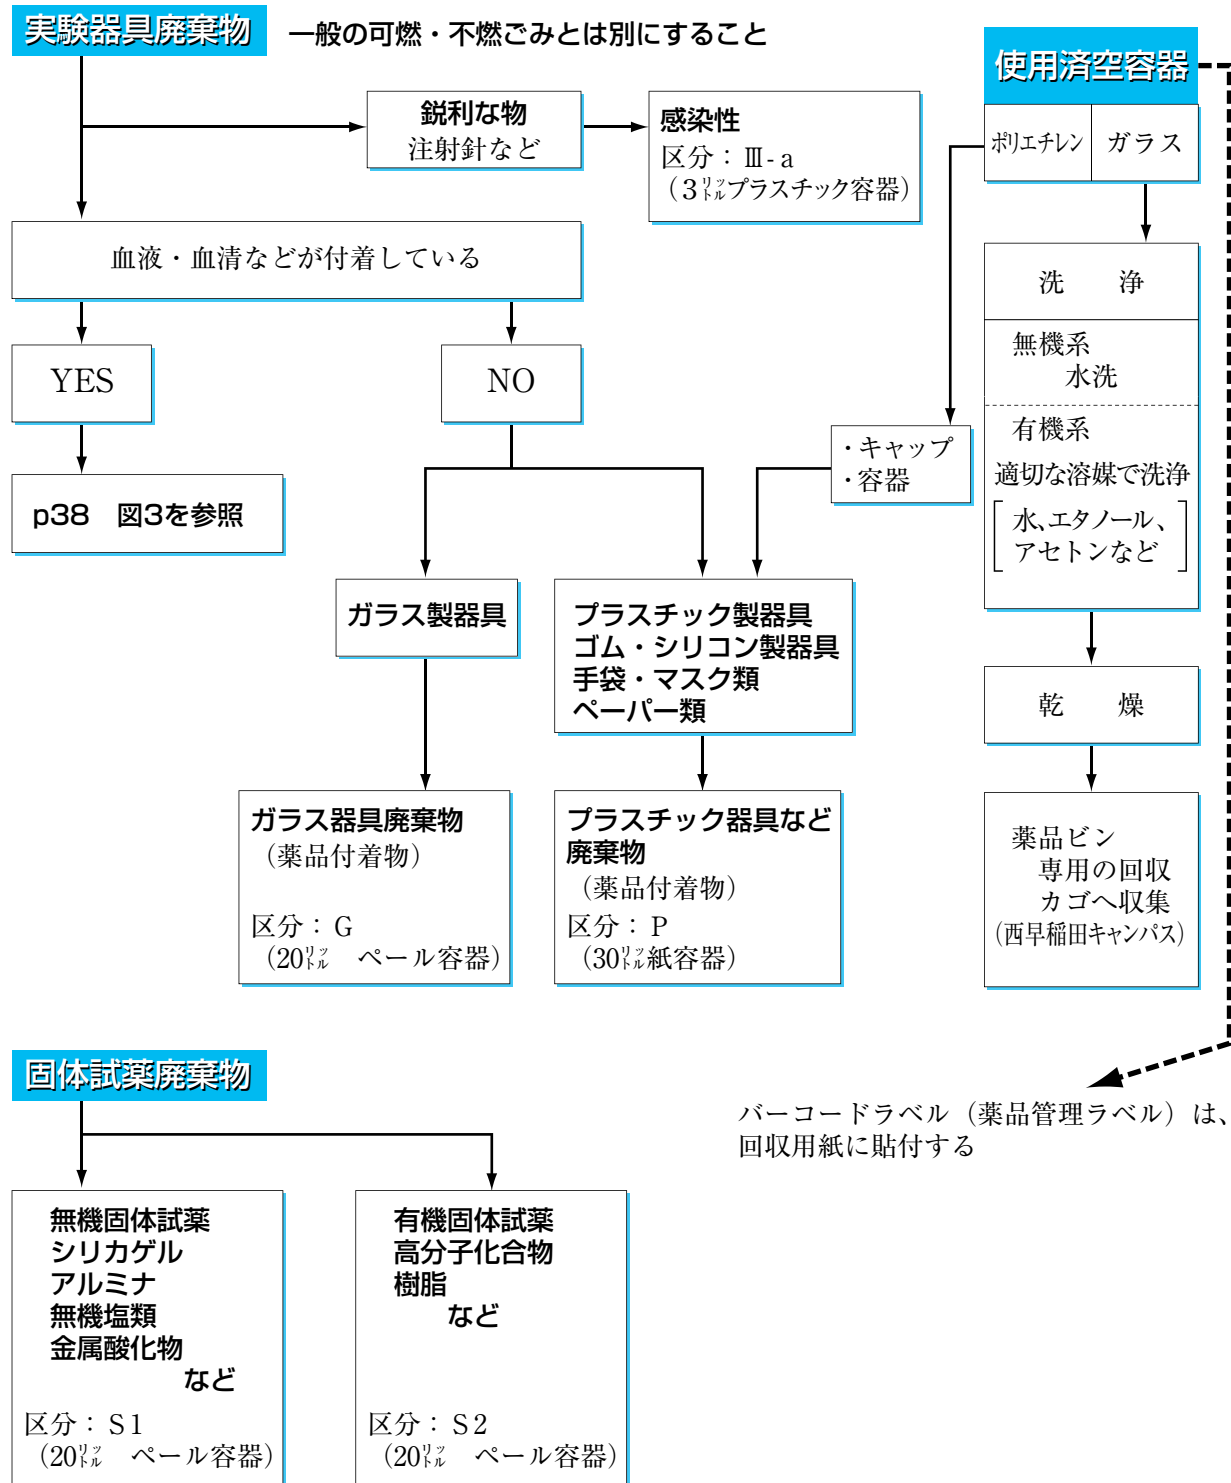 実験器具廃棄物
一般の可燃・不燃ごみとは別にすること
鋭利な物
注射針など
感染性
区分：Ⅲ-a
（3リットルプラスチック容器）
血液・血清などが付着している
YES
NO
p38　図3を参照
ガラス製器具
プラスチック製器具
ゴム・シリコン製器具
手袋・マスク類
ペーパー類
ガラス器具廃棄物
（薬品付着物）
区分：G
（20リットル　ペール容器）
プラスチック器具など
廃棄物
（薬品付着物）
区分：P
（30リットル紙容器）
使用済空容器
ポリエチレン
ガラス
・キャップ
・容器
洗　浄
無機系
水洗
有機系
適切な溶媒で洗浄
［水、エタノール、
アセトンなど］
乾　燥
薬品ビン
専用の回収
カゴへ収集
（西早稲田キャンパス）
バーコードラベル（薬品管理ラベル）は、
回収用紙に貼付する
固体試薬廃棄物
無機固体試薬
シリカゲル
アルミナ
無機塩類
金属酸化物
など
区分：S1
（20リットル　ペール容器）
有機固体試薬
高分子化合物
樹脂
など
区分：S2
（20リットル　ペール容器）